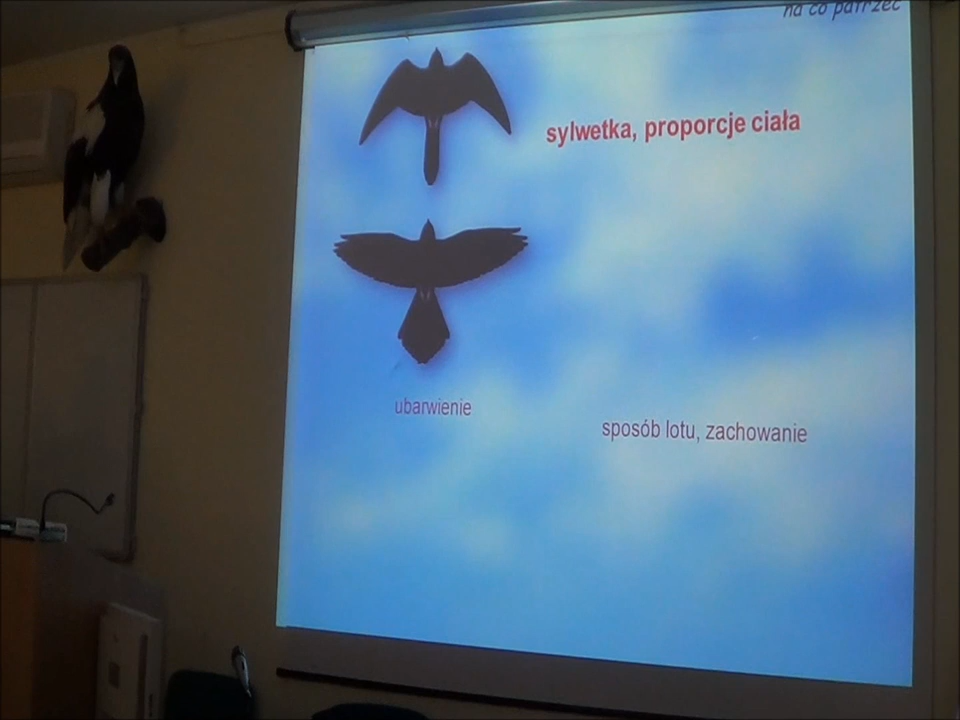 na co patrzeć
sylwetka, proporcje ciała
ubarwienie
sposób lotu, zachowanie